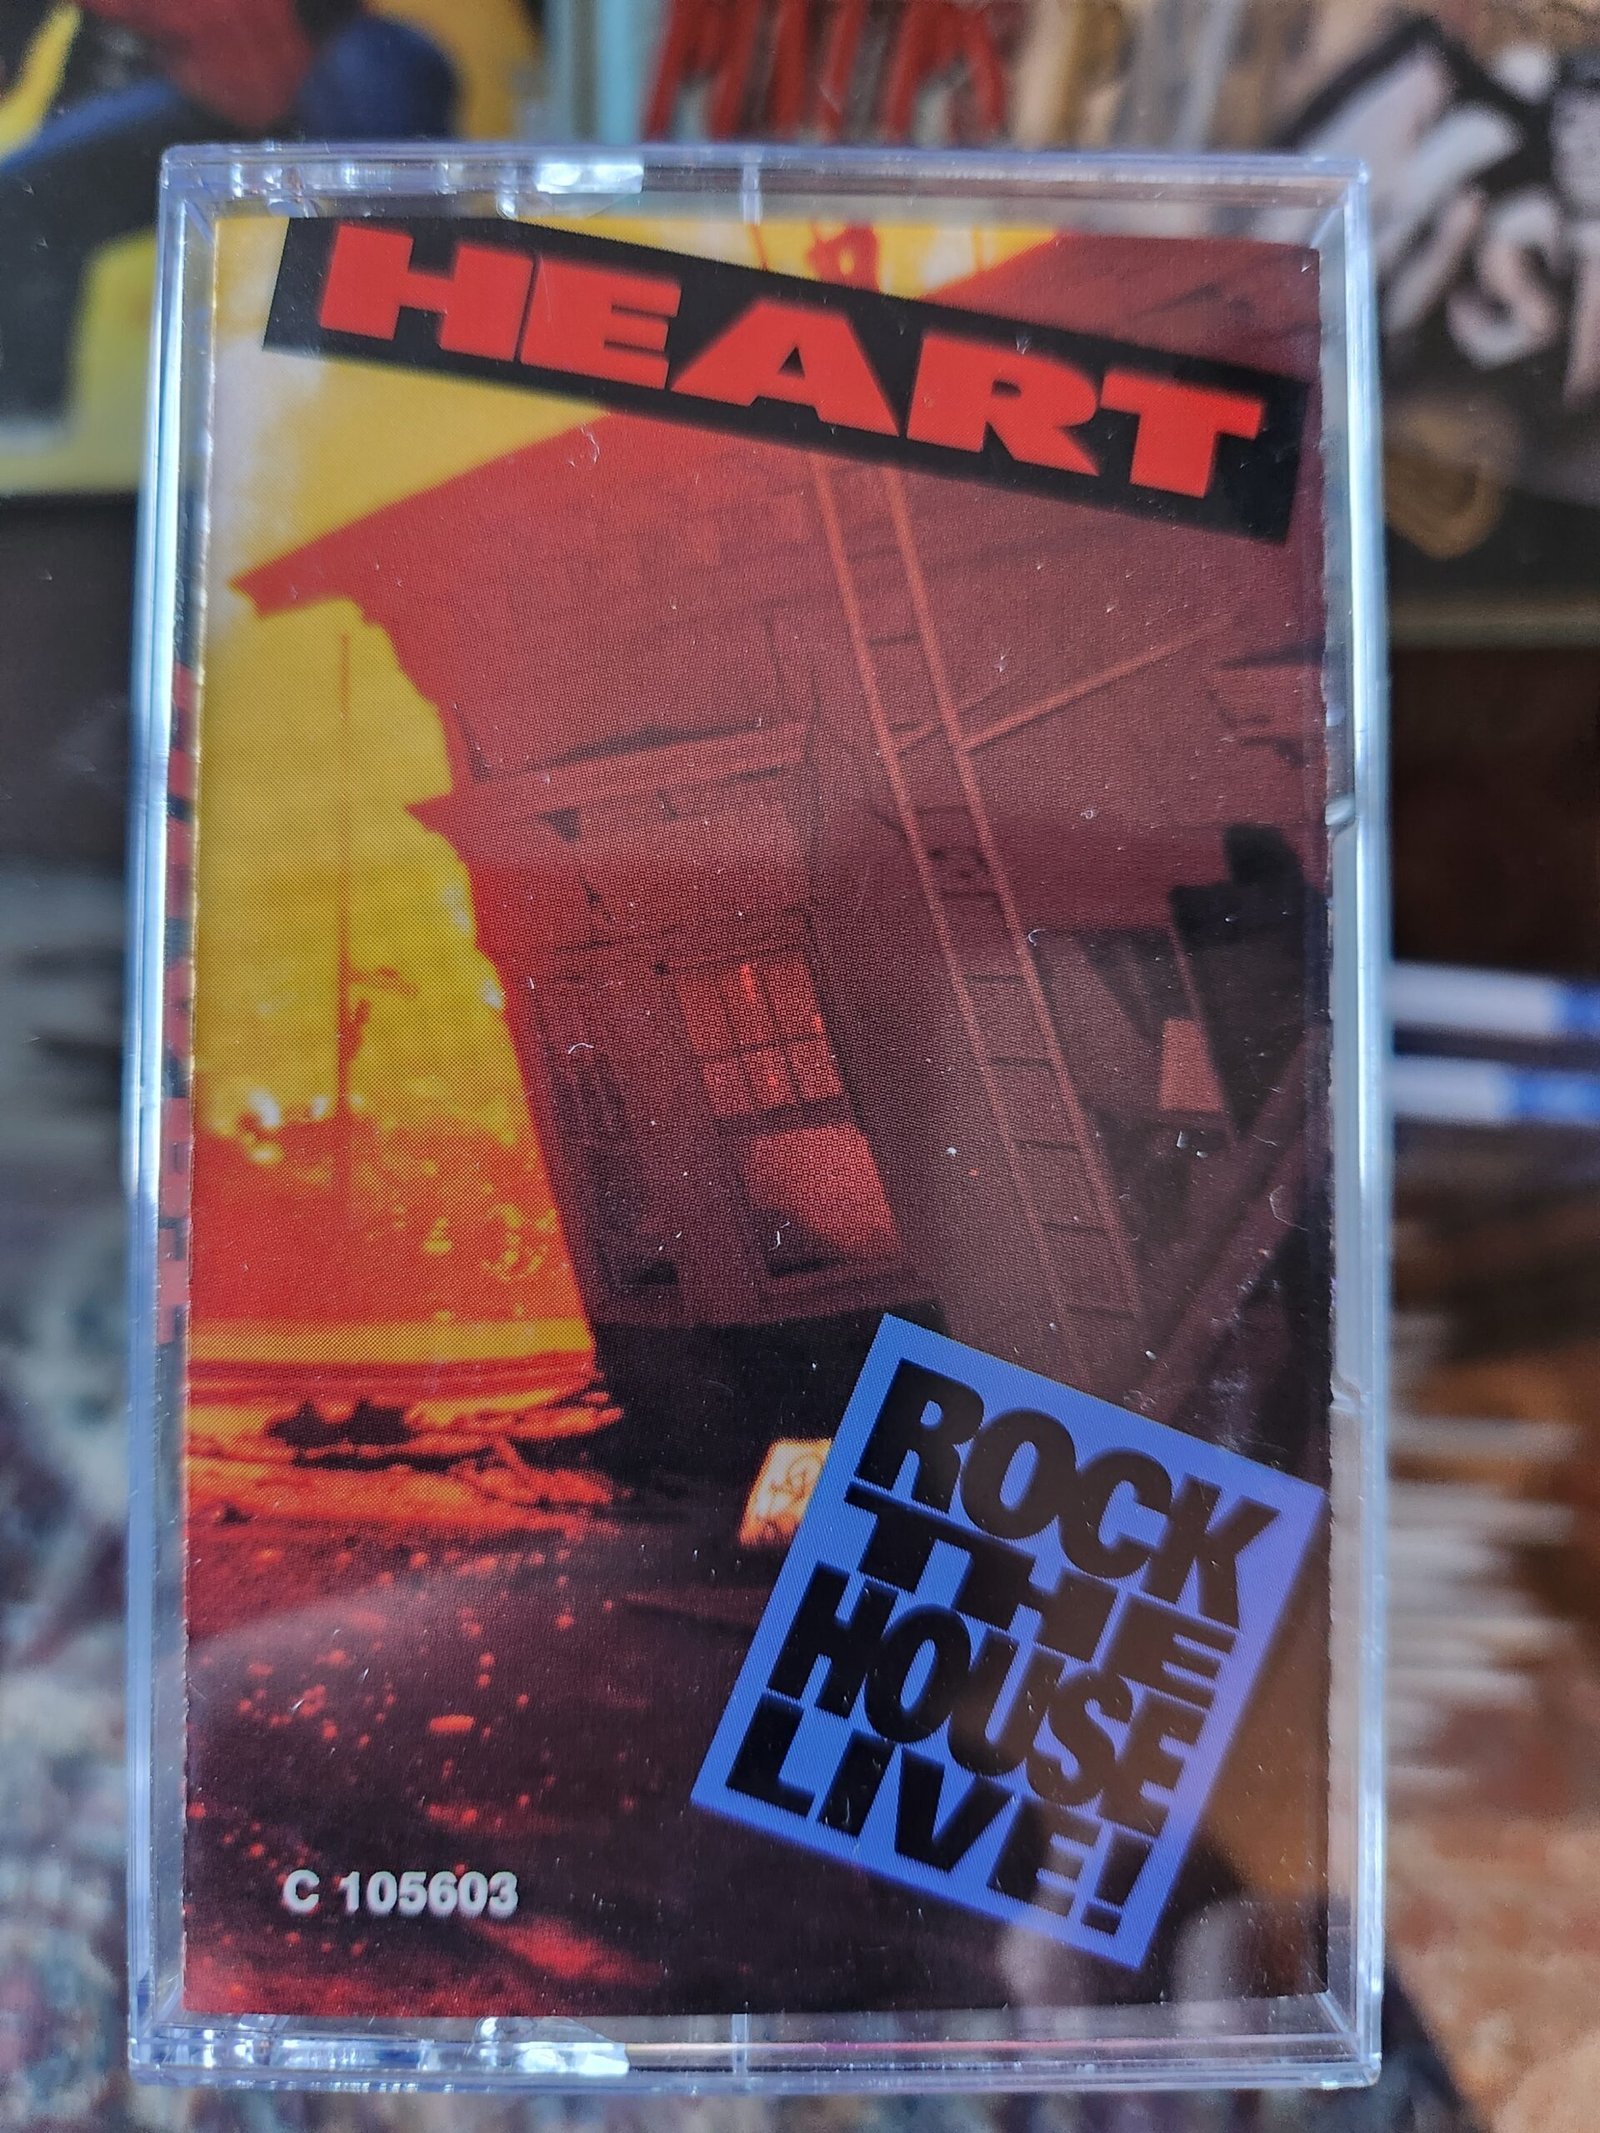 HEART
ROCK
THE
HOUSE
LIVE!
C 105603